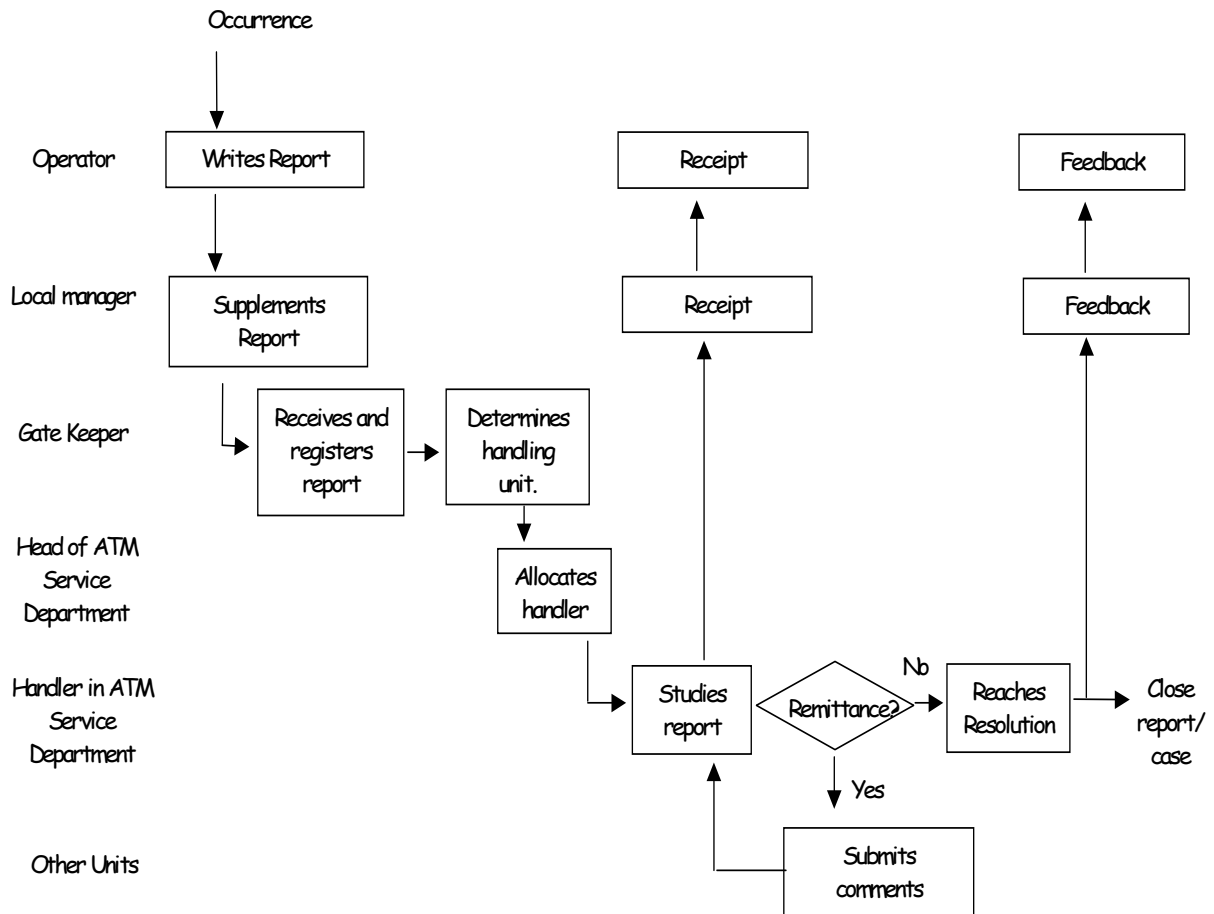 Occurrence
Operator
Writes Report
Receipt
Feedback
Local manager
Supplements
Report
Receipt
Feedback
Gate Keeper
Receives and
registers
report
Determines
handling
unit.
Head of ATM
Service
Department
Allocates
handler
Handler in ATM
Service
Department
Studies
report
Remittance?
No
Reaches
Resolution
Close
report/
case
Yes
Other Units
Submits
comments